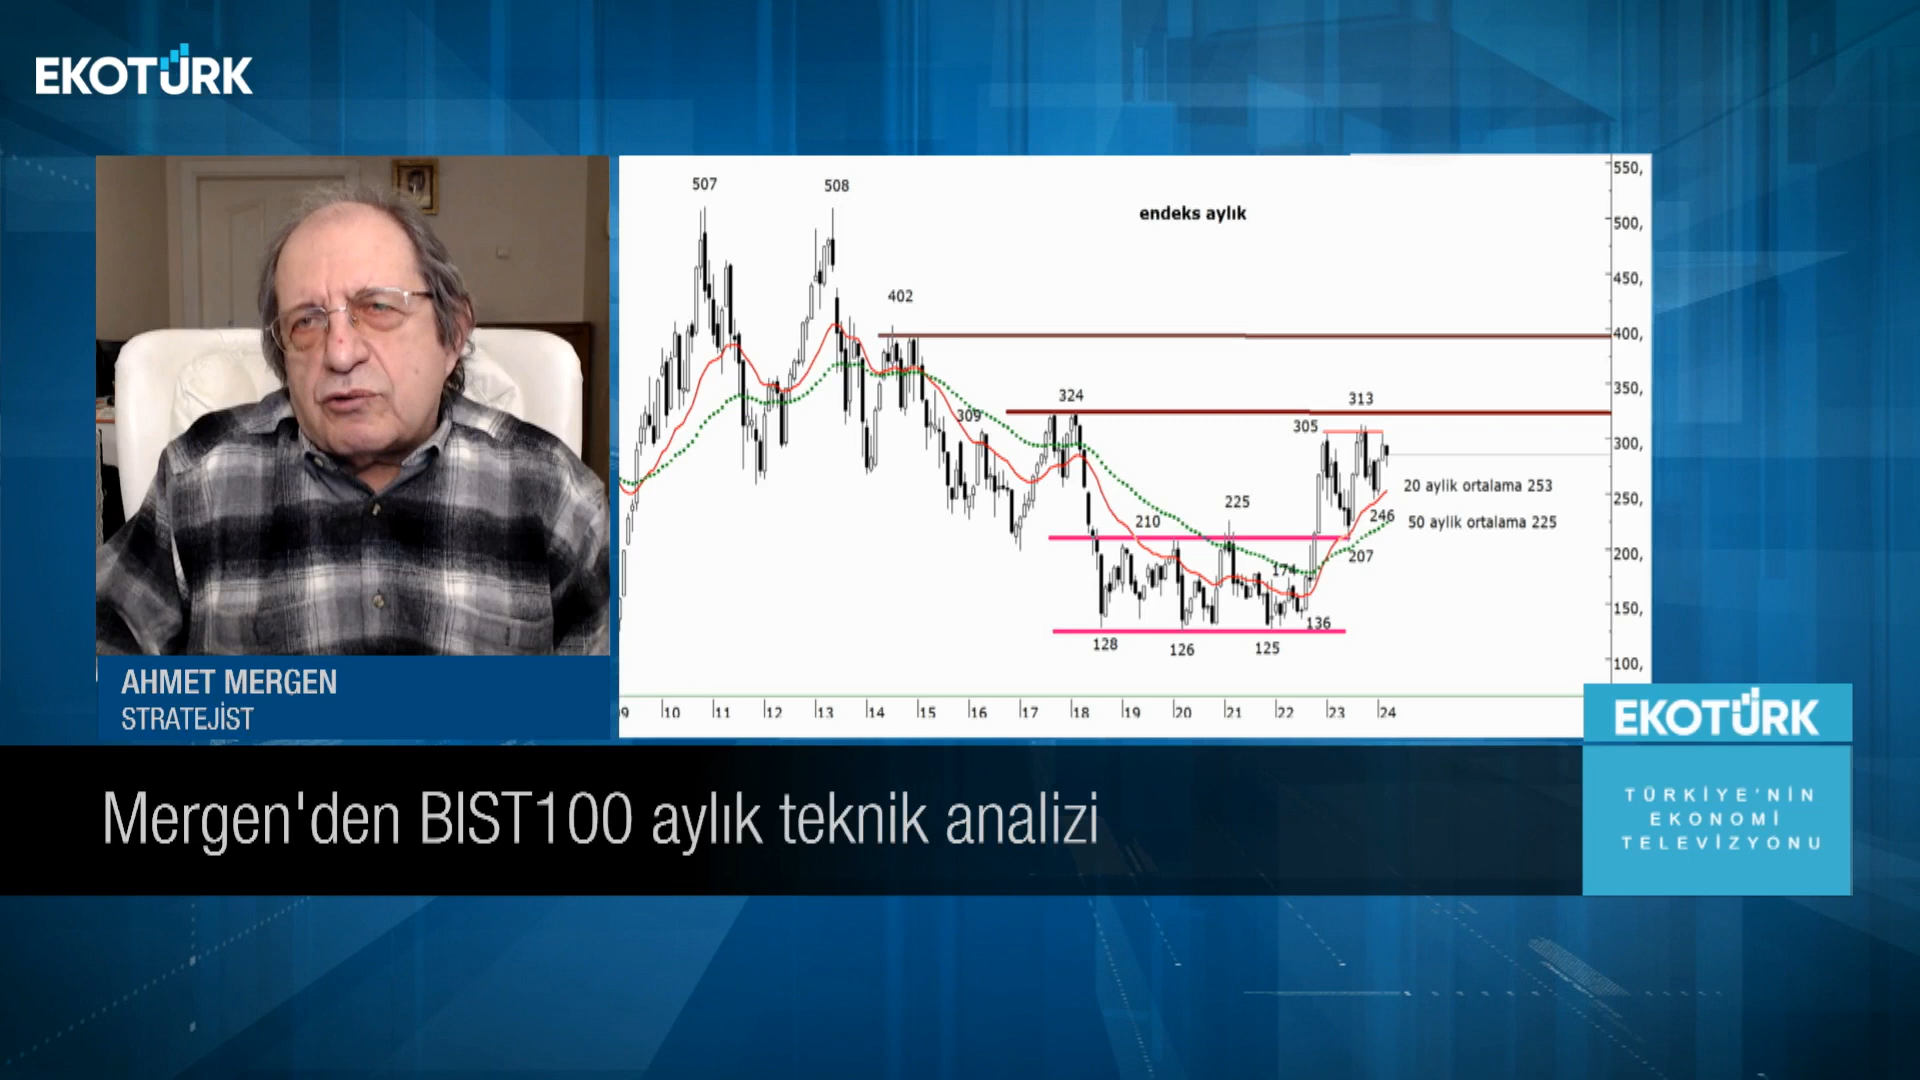 EKOTÜRK
507
508
endeks aylık
402
309
324
313
305
210
225
174
246
207
136
128
126
125
20 aylik ortalama 253
50 aylik ortalama 225
550,
500,
450,
400,
350,
300,
250,
200,
150,
100,
9 10 11 12 13 14 15 16 17 18 19 20 21 22 23 24
AHMET MERGEN
STRATEJİST
Mergen'den BIST100 aylık teknik analizi
EKOTÜRK
TÜRKİYE'NİN
EKONOMİ
TELEVİZYONU